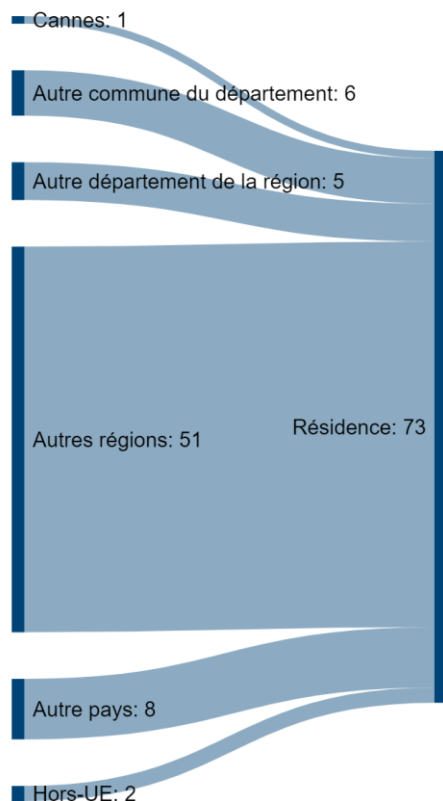 Cannes: 1
Autre commune du département: 6
Autre département de la région: 5
Autres régions: 51
Résidence: 73
Autre pays: 8
Hors-UE: 2